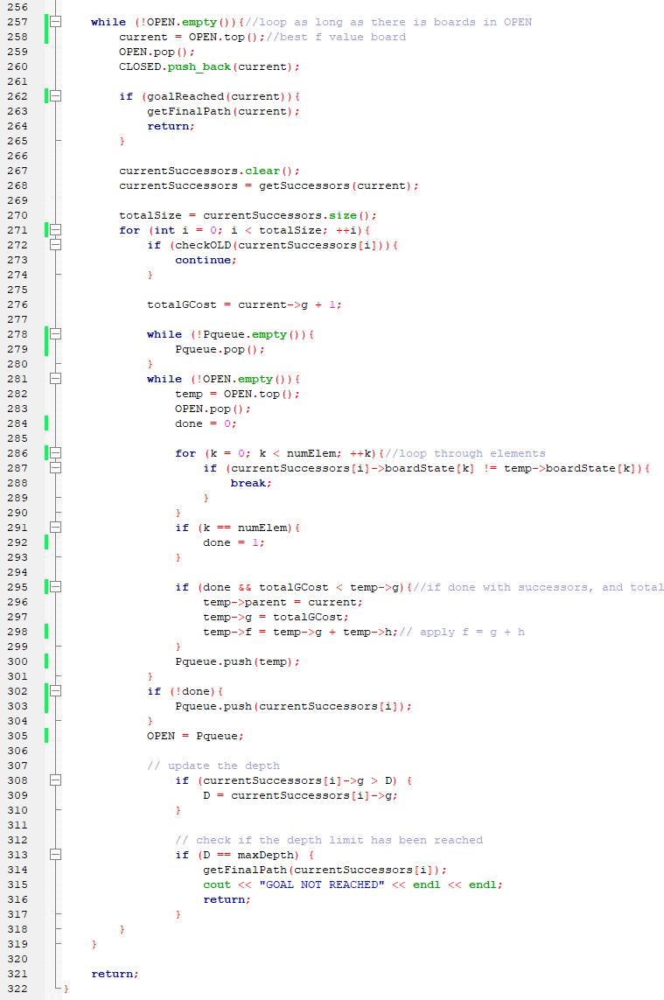 256
257 while (!OPEN.empty()){//loop as long as there is boards in OPEN
258 current = OPEN.top();//best f value board
259 OPEN.pop();
260 CLOSED.push_back(current);
261
262 if (goalReached(current)){
263 getFinalPath(current);
264 return;
265 }
266
267 currentSuccessors.clear();
268 currentSuccessors = getSuccessors(current);
269
270 totalSize = currentSuccessors.size();
271 for (int i = 0; i < totalSize; ++i){
272 if (checkOLD(currentSuccessors[i])){
273 continue;
274 }
275
276 totalGCost = current->g + 1;
277
278 while (!Pqueue.empty()){
279 Pqueue.pop();
280 }
281 while (!OPEN.empty()){
282 temp = OPEN.top();
283 OPEN.pop();
284 done = 0;
285
286 for (k = 0; k < numElem; ++k){//loop through elements
287 if (currentSuccessors[i]->boardState[k] != temp->boardState[k]){
288 break;
289 }
290 }
291 if (k == numElem){
292 done = 1;
293 }
294
295 if (done && totalGCost < temp->g){//if done with successors, and total
296 temp->parent = current;
297 temp->g = totalGCost;
298 temp->f = temp->g + temp->h;// apply f = g + h
299 }
300 Pqueue.push(temp);
301 }
302 if (!done){
303 Pqueue.push(currentSuccessors[i]);
304 }
305 OPEN = Pqueue;
306
307 // update the depth
308 if (currentSuccessors[i]->g > D) {
309 D = currentSuccessors[i]->g;
310 }
311
312 // check if the depth limit has been reached
313 if (D == maxDepth) {
314 getFinalPath(currentSuccessors[i]);
315 cout << "GOAL NOT REACHED" << endl << endl;
316 return;
317 }
318 }
319 }
320
321 return;
322 }